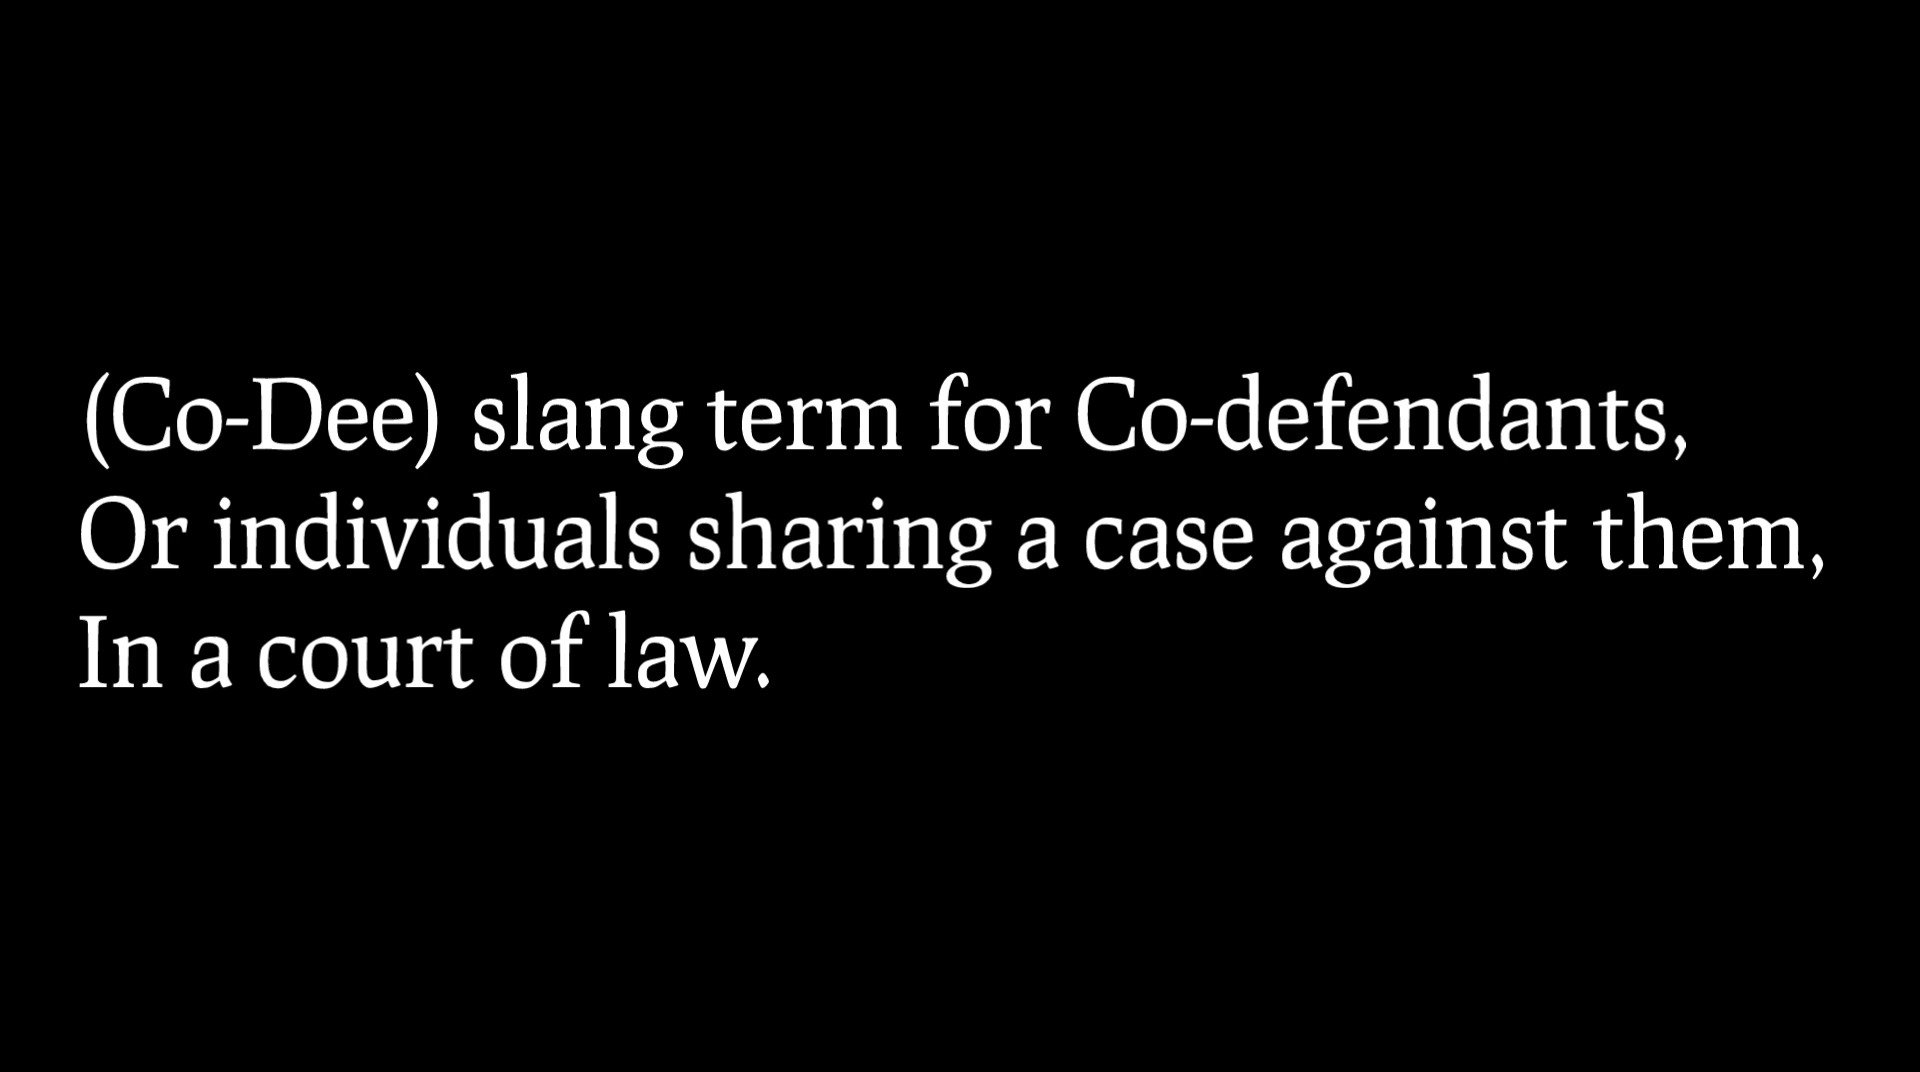 (Co-Dee) slang term for Co-defendants,
Or individuals sharing a case against them,
In a court of law.